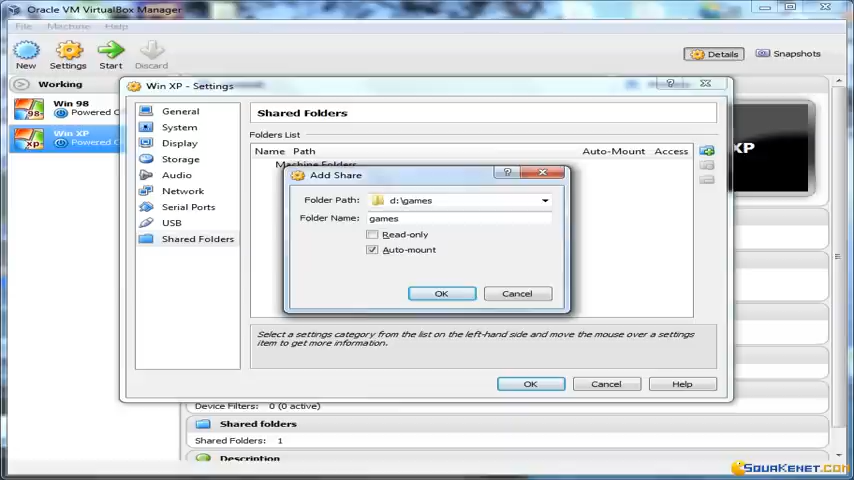 Oracle VM VirtualBox Manager
File Machine Help
New Settings Start Discard
Details Snapshots
Working
Win 98
Powered
Win XP
Powered
Win XP - Settings
General
System
Display
Storage
Audio
Network
Serial Ports
USB
Shared Folders
Shared Folders
Folders List
Name Path Auto-Mount Access
Machine Folders
XP
Add Share
Folder Path: d:\games
Folder Name: games
Read-only
Auto-mount
OK Cancel
Select a settings category from the list on the left-hand side and move the mouse over a settings
item to get more information.
OK Cancel Help
Device Filters: 0 (0 active)
Shared folders
Shared Folders: 1
Description
SquaKeNet.com